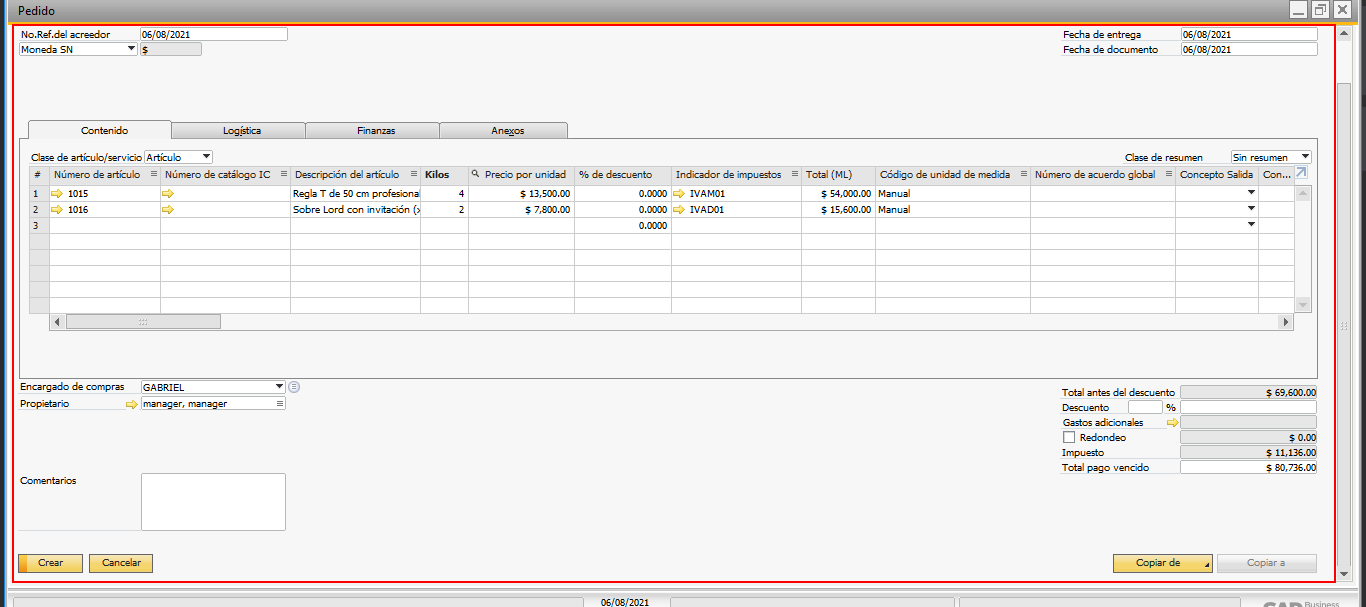 Pedido
No.Ref.del acreedor 06/08/2021 Fecha de entrega 06/08/2021
Moneda SN $ Fecha de documento 06/08/2021
Contenido Logística Finanzas Anexos
Clase de artículo/servicio Artículo Clase de resumen Sin resumen
# Número de artículo Número de catálogo IC Descripción del artículo Kilos Precio por unidad % de descuento Indicador de impuestos Total (ML) Código de unidad de medida Número de acuerdo global Concepto Salida Con...
1 1015 Regla T de 50 cm profesional 4 $ 13,500.00 0.0000 IVAM01 $ 54,000.00 Manual
2 1016 Sobre Lord con invitación (x 2 $ 7,800.00 0.0000 IVAD01 $ 15,600.00 Manual
3 0.0000
Encargado de compras GABRIEL
Propietario manager, manager
Total antes del descuento $ 69,600.00
Descuento %
Gastos adicionales
Redondeo $ 0.00
Impuesto $ 11,136.00
Total pago vencido $ 80,736.00
Comentarios
Crear Cancelar Copiar de Copiar a
06/08/2021 Business